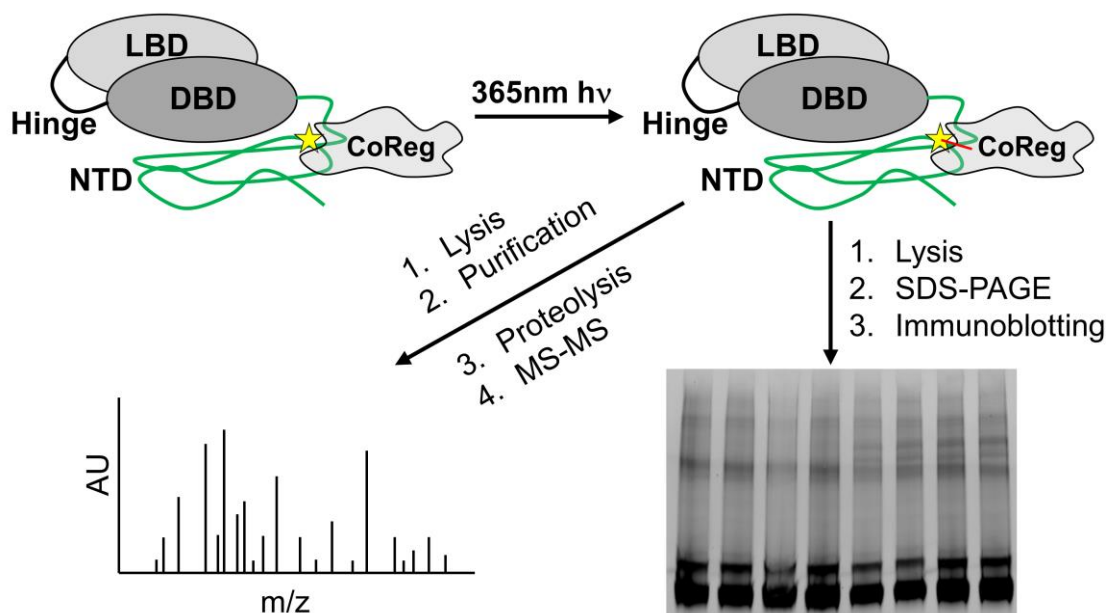 LBD
DBD
Hinge
NTD
CoReg
365nm hν
LBD
DBD
Hinge
NTD
CoReg
1. Lysis
2. Purification
3. Proteolysis
4. MS-MS
1. Lysis
2. SDS-PAGE
3. Immunoblotting
AU
m/z